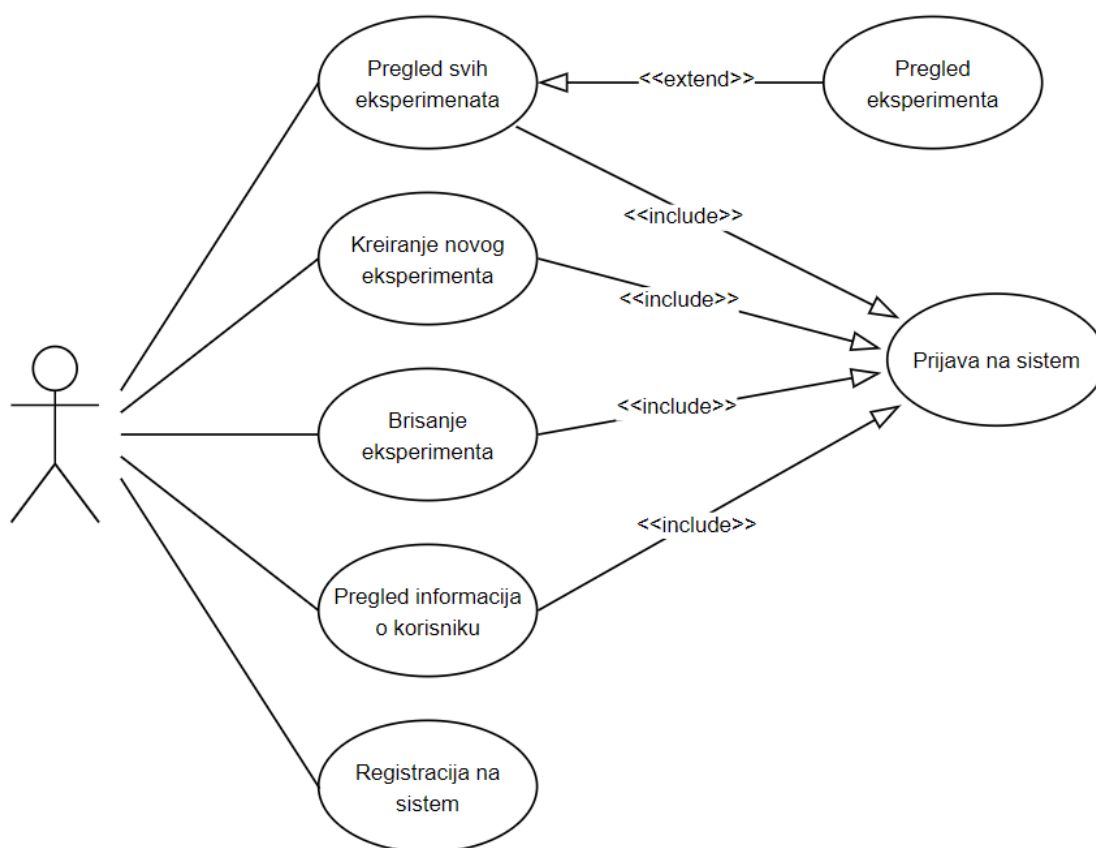 Pregled svih
eksperimenata
<<extend>>
Pregled
eksperimenta
<<include>>
Kreiranje novog
eksperimenta
<<include>>
Prijava na sistem
Brisanje
eksperimenta
<<include>>
<<include>>
Pregled informacija
o korisniku
Registracija na
sistem